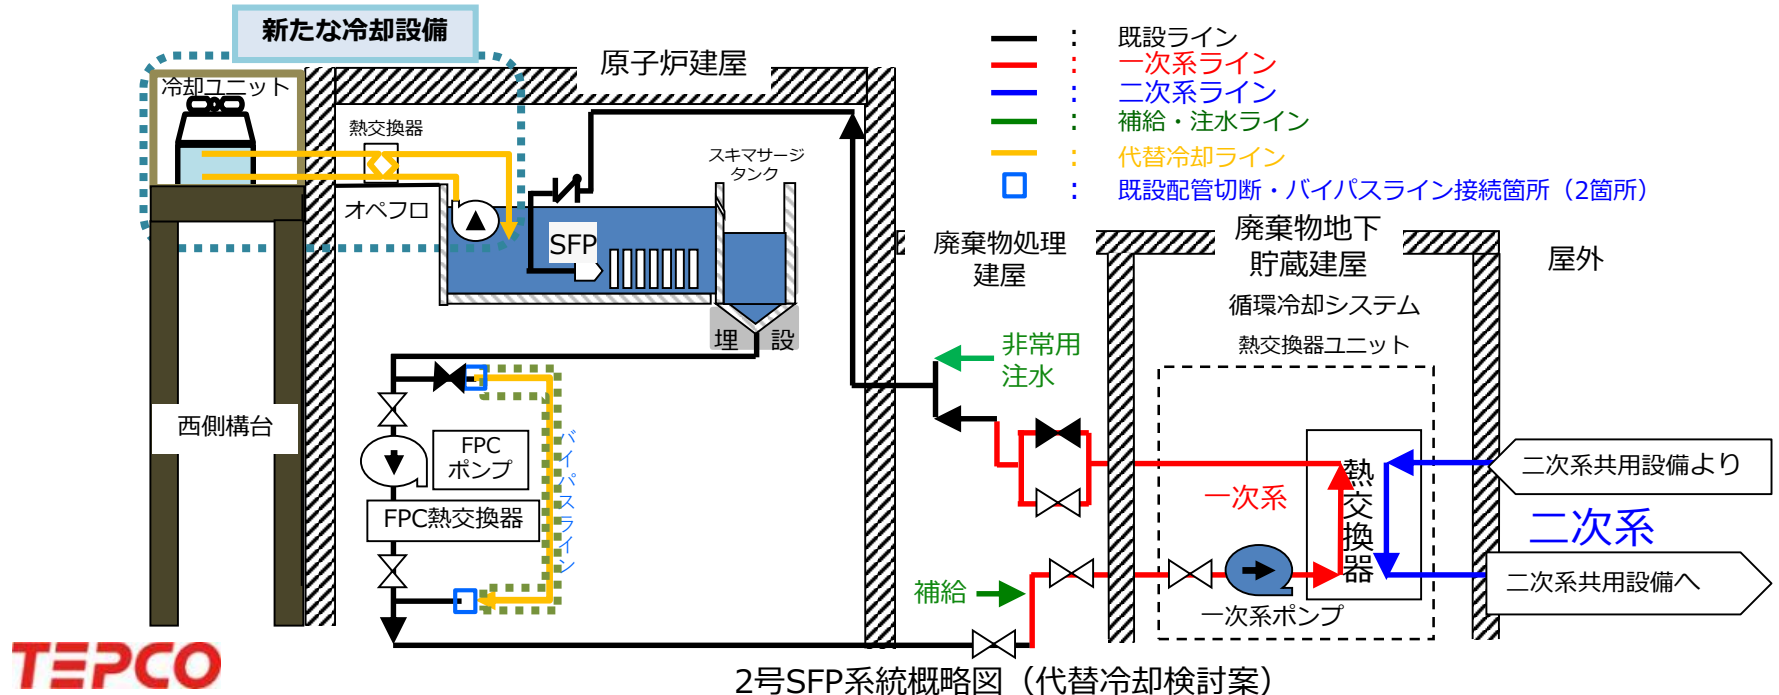 新たな冷却設備
冷却ユニット
原子炉建屋
： 既設ライン
： 一次系ライン
： 二次系ライン
： 補給・注水ライン
： 代替冷却ライン
： 既設配管切断・バイパスライン接続箇所（2箇所）
熱交換器
スキマサージ
タンク
オペフロ
SFP
廃棄物処理
建屋
廃棄物地下
貯蔵建屋
屋外
循環冷却システム
熱交換器ユニット
埋 設
非常用
注水
西側構台
FPC
ポンプ
バイパスライン
FPC熱交換器
一次系
熱交換器
二次系共用設備より
二次系
二次系共用設備へ
補給
一次系ポンプ
TEPCO
2号SFP系統概略図（代替冷却検討案）